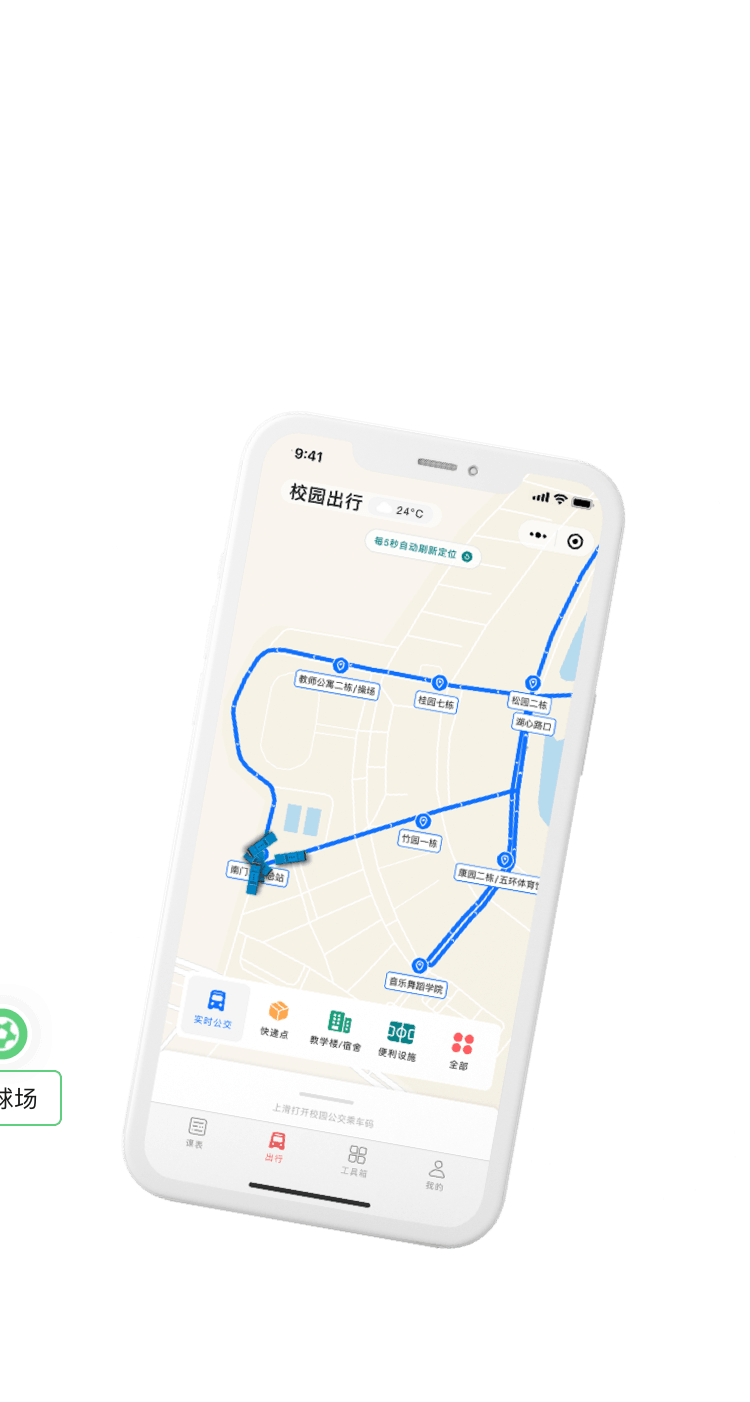 9:41
校园出行
24°C
每5秒自动刷新定位
教师公寓二栋/操场
桂园七栋
松园二栋
湖心路口
竹园一栋
南门
总站
康园二栋/五环体育
音乐舞蹈学院
实时公交
快递点
教学楼/宿舍
便利设施
全部
球场
上滑打开校园公交乘车码
课表
出行
工具箱
我的